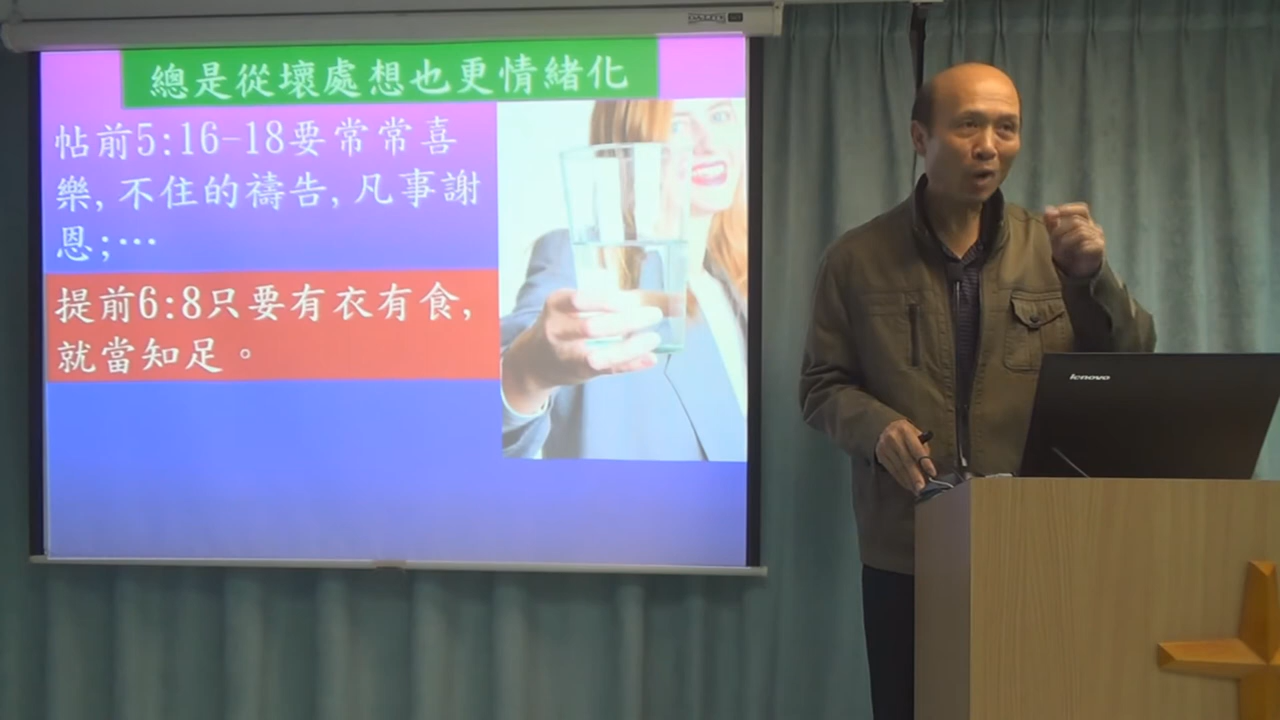 總是從壞處想也更情緒化
帖前5:16-18要常常喜
樂,不住的禱告,凡事謝
恩;…
提前6:8只要有衣有食,
就當知足。
lenovo